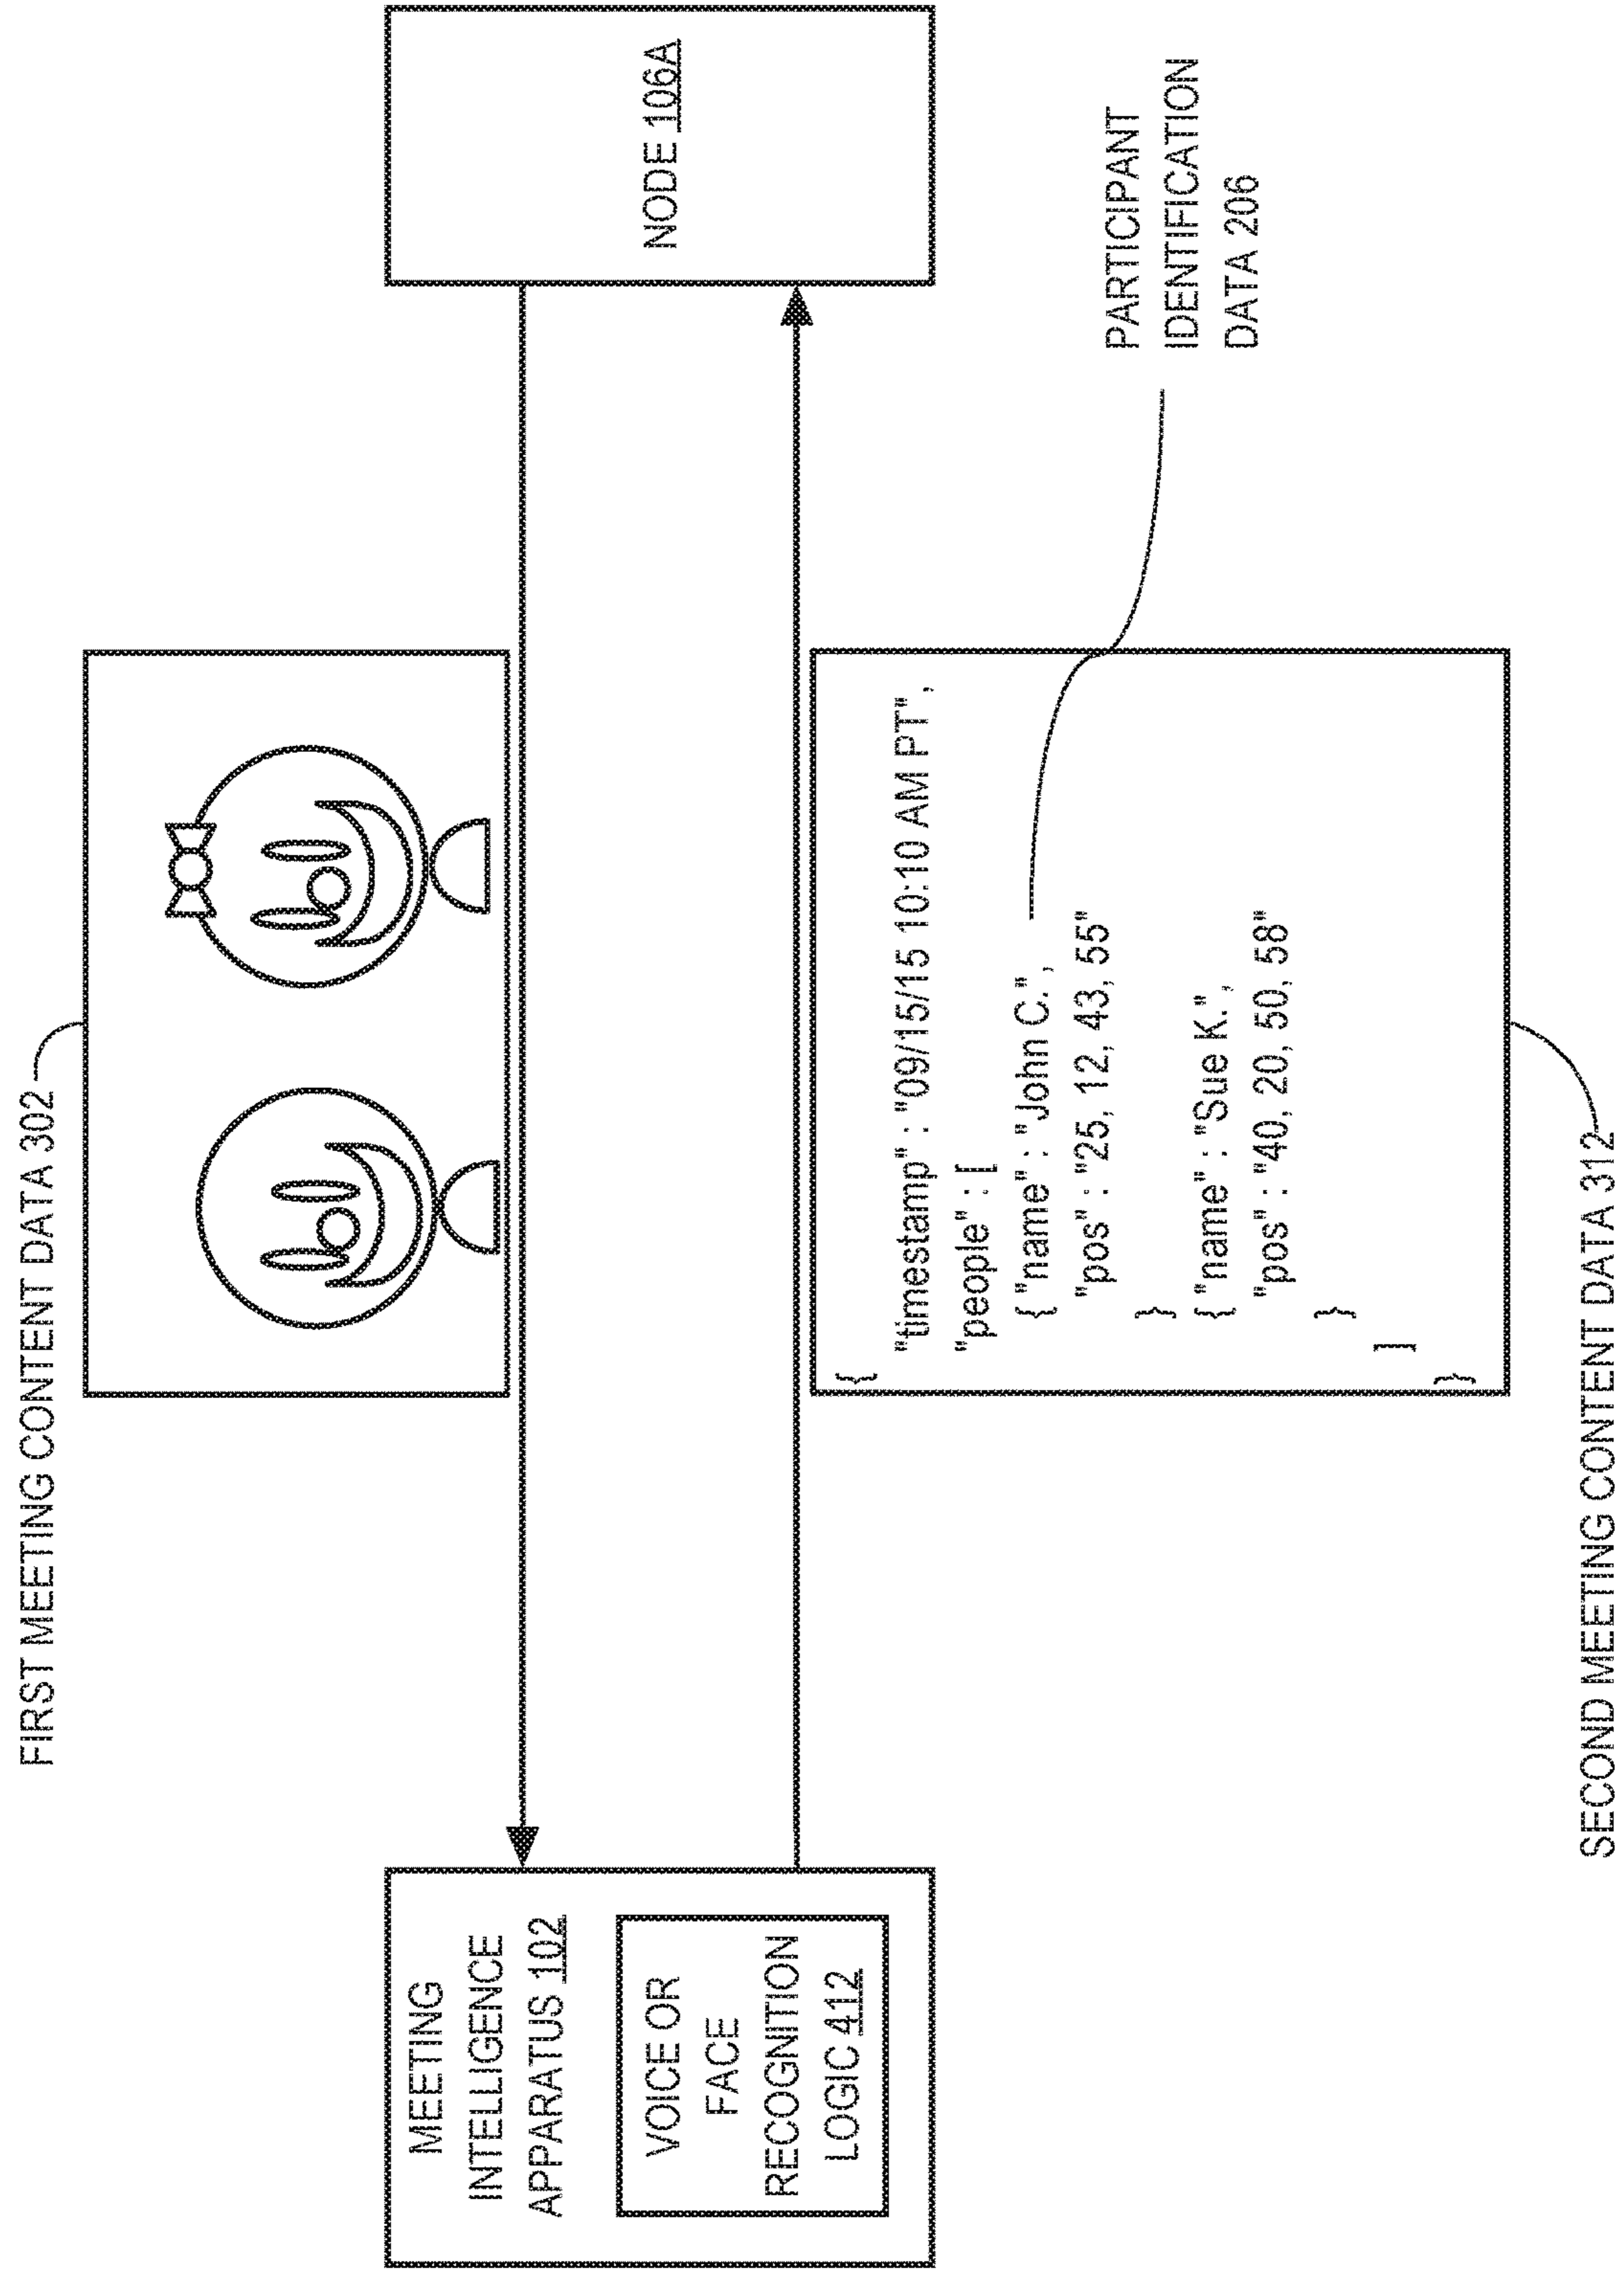 FIRST MEETING CONTENT DATA 302
MEETING
INTELLIGENCE
APPARATUS 102
VOICE OR
FACE
RECOGNITION
LOGIC 412
NODE 106A
{
"timestamp" : "09/15/15 10:10 AM PT",
"people" : [
{ "name" : "John C.",
"pos" : "25, 12, 43, 55"
}
{ "name" : "Sue K.",
"pos" : "40, 20, 50, 58"
}
]
}
PARTICIPANT
IDENTIFICATION
DATA 206
SECOND MEETING CONTENT DATA 312